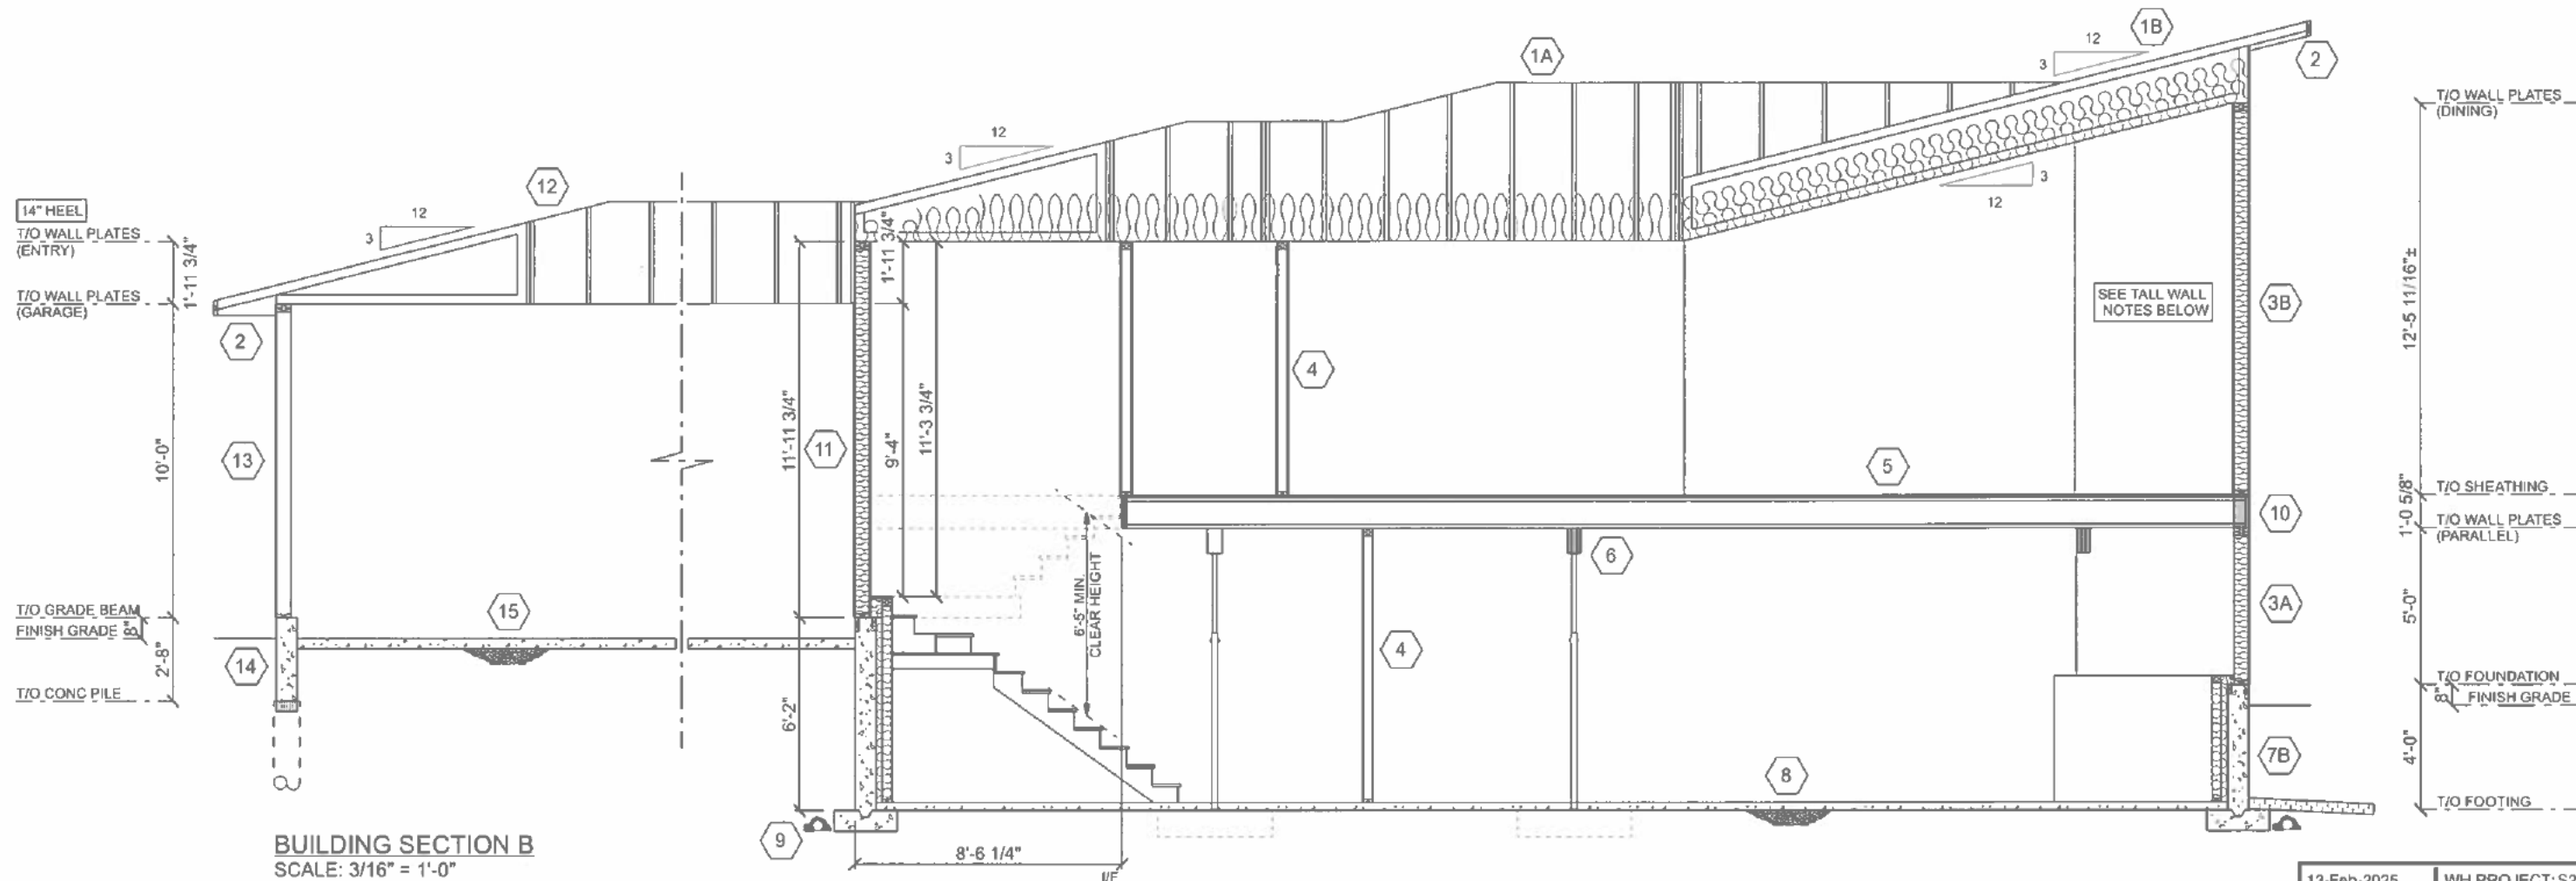 1B
12
3
2
1A
T/O WALL PLATES
(DINING)
12
3
12
3
12
14" HEEL
12
3
T/O WALL PLATES
(ENTRY)
1'-11 3/4"
1'-11 3/4"
T/O WALL PLATES
(GARAGE)
2
SEE TALL WALL
NOTES BELOW
3B
12'-5 11/16"±
4
10'-0"
13
11'-11 3/4"
11
9'-4"
11'-3 3/4"
5
T/O SHEATHING
10
1'-0 5/8"
T/O WALL PLATES
(PARALLEL)
6
6'-5" MIN.
CLEAR HEIGHT
3A
5'-0"
T/O GRADE BEAM
FINISH GRADE
8"
15
14
2'-8"
T/O CONC PILE
4
T/O FOUNDATION
8"
FINISH GRADE
6'-2"
7B
4'-0"
8
T/O FOOTING
9
8'-6 1/4"
BUILDING SECTION B
SCALE: 3/16" = 1'-0"
13-Feb-2025
WH PROJECT: